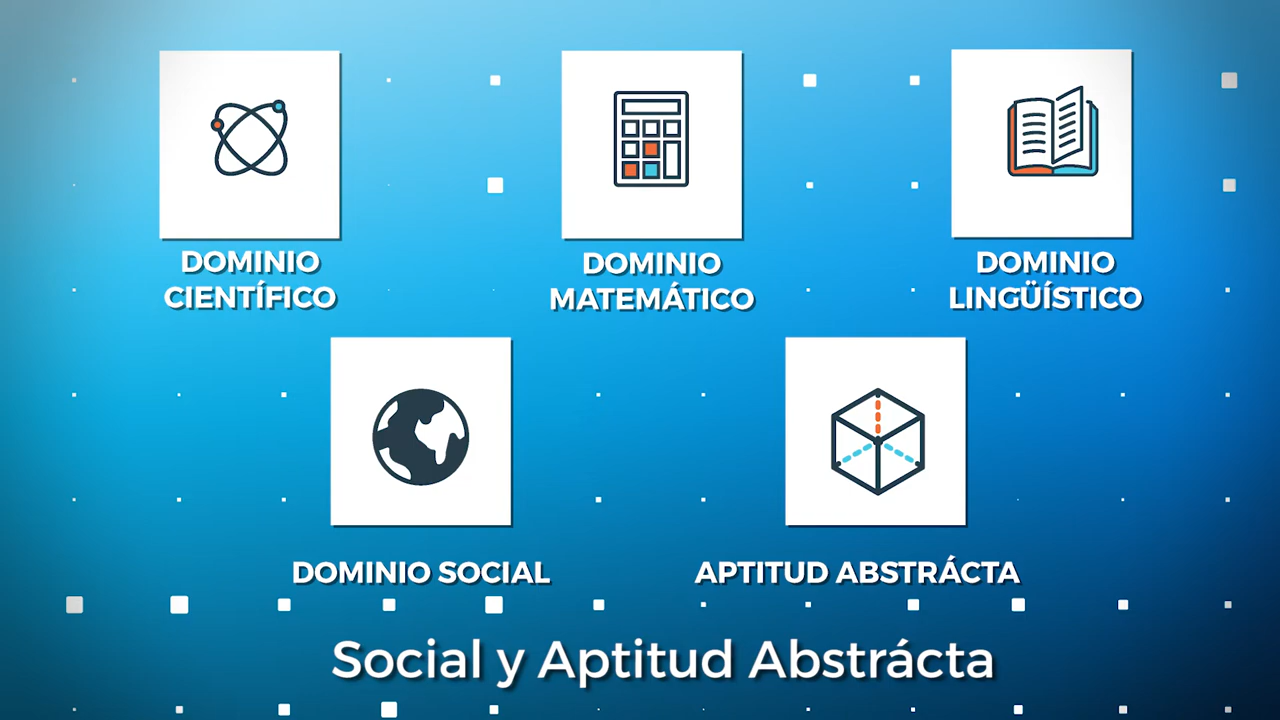 DOMINIO
CIENTÍFICO
DOMINIO
MATEMÁTICO
DOMINIO
LINGÜÍSTICO
DOMINIO SOCIAL
APTITUD ABSTRÁCTA
Social y Aptitud Abstrácta